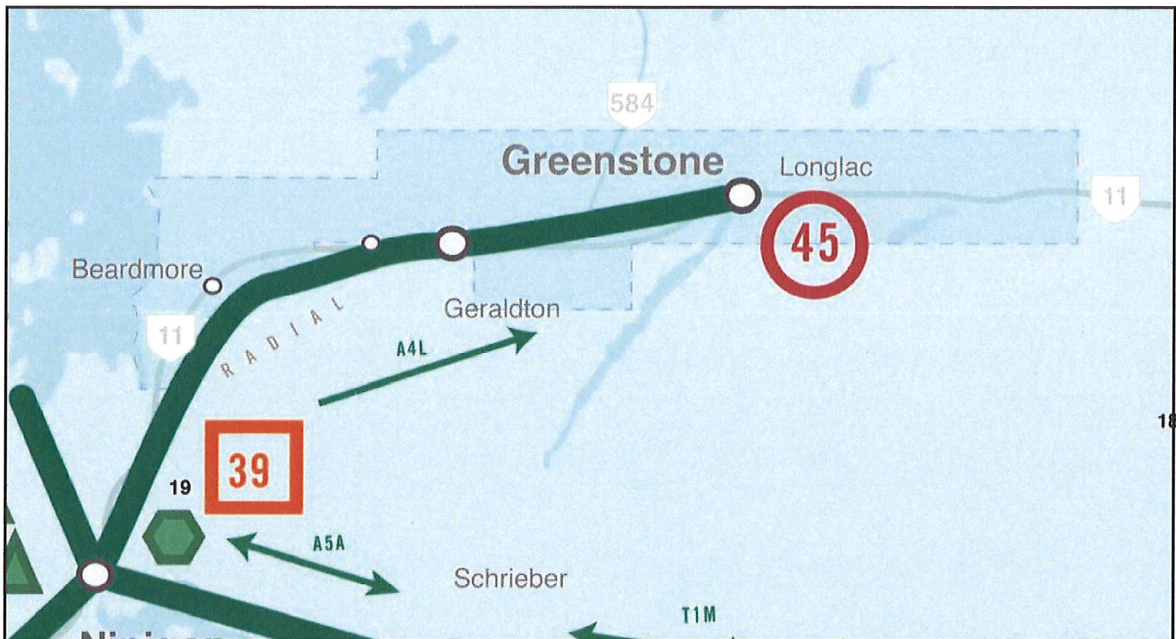 584
Greenstone
Longlac
11
45
Beardmore
Geraldton
11
RADIAL
A4L
39
19
A5A
Schrieber
T1M